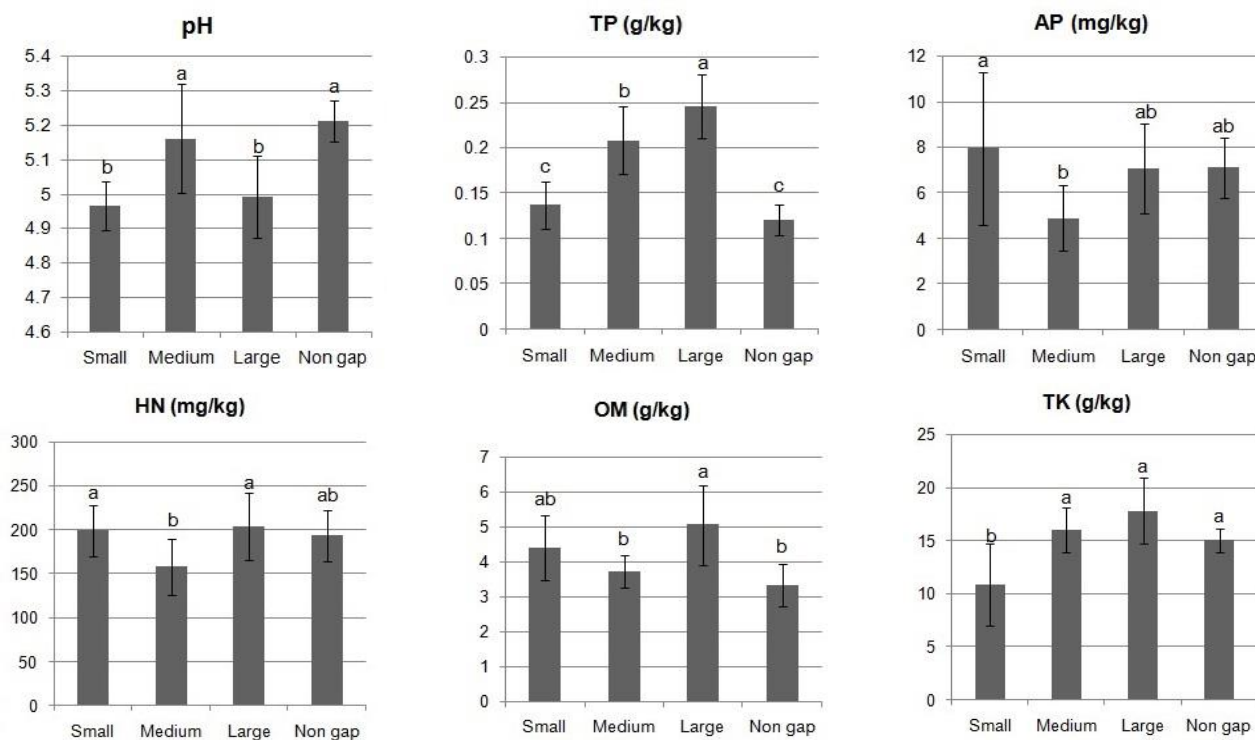 pH
5.4
5.3
5.2
5.1
5
4.9
4.8
4.7
4.6
b
a
b
a
Small Medium Large Non gap
TP (g/kg)
0.3
0.25
0.2
0.15
0.1
0.05
0
c
b
a
c
Small Medium Large Non gap
AP (mg/kg)
12
10
8
6
4
2
0
a
b
ab
ab
Small Medium Large Non gap
HN (mg/kg)
300
250
200
150
100
50
0
a
b
a
ab
Small Medium Large Non gap
OM (g/kg)
7
6
5
4
3
2
1
0
ab
b
a
b
Small Medium Large Non gap
TK (g/kg)
25
20
15
10
5
0
b
a
a
a
Small Medium Large Non gap